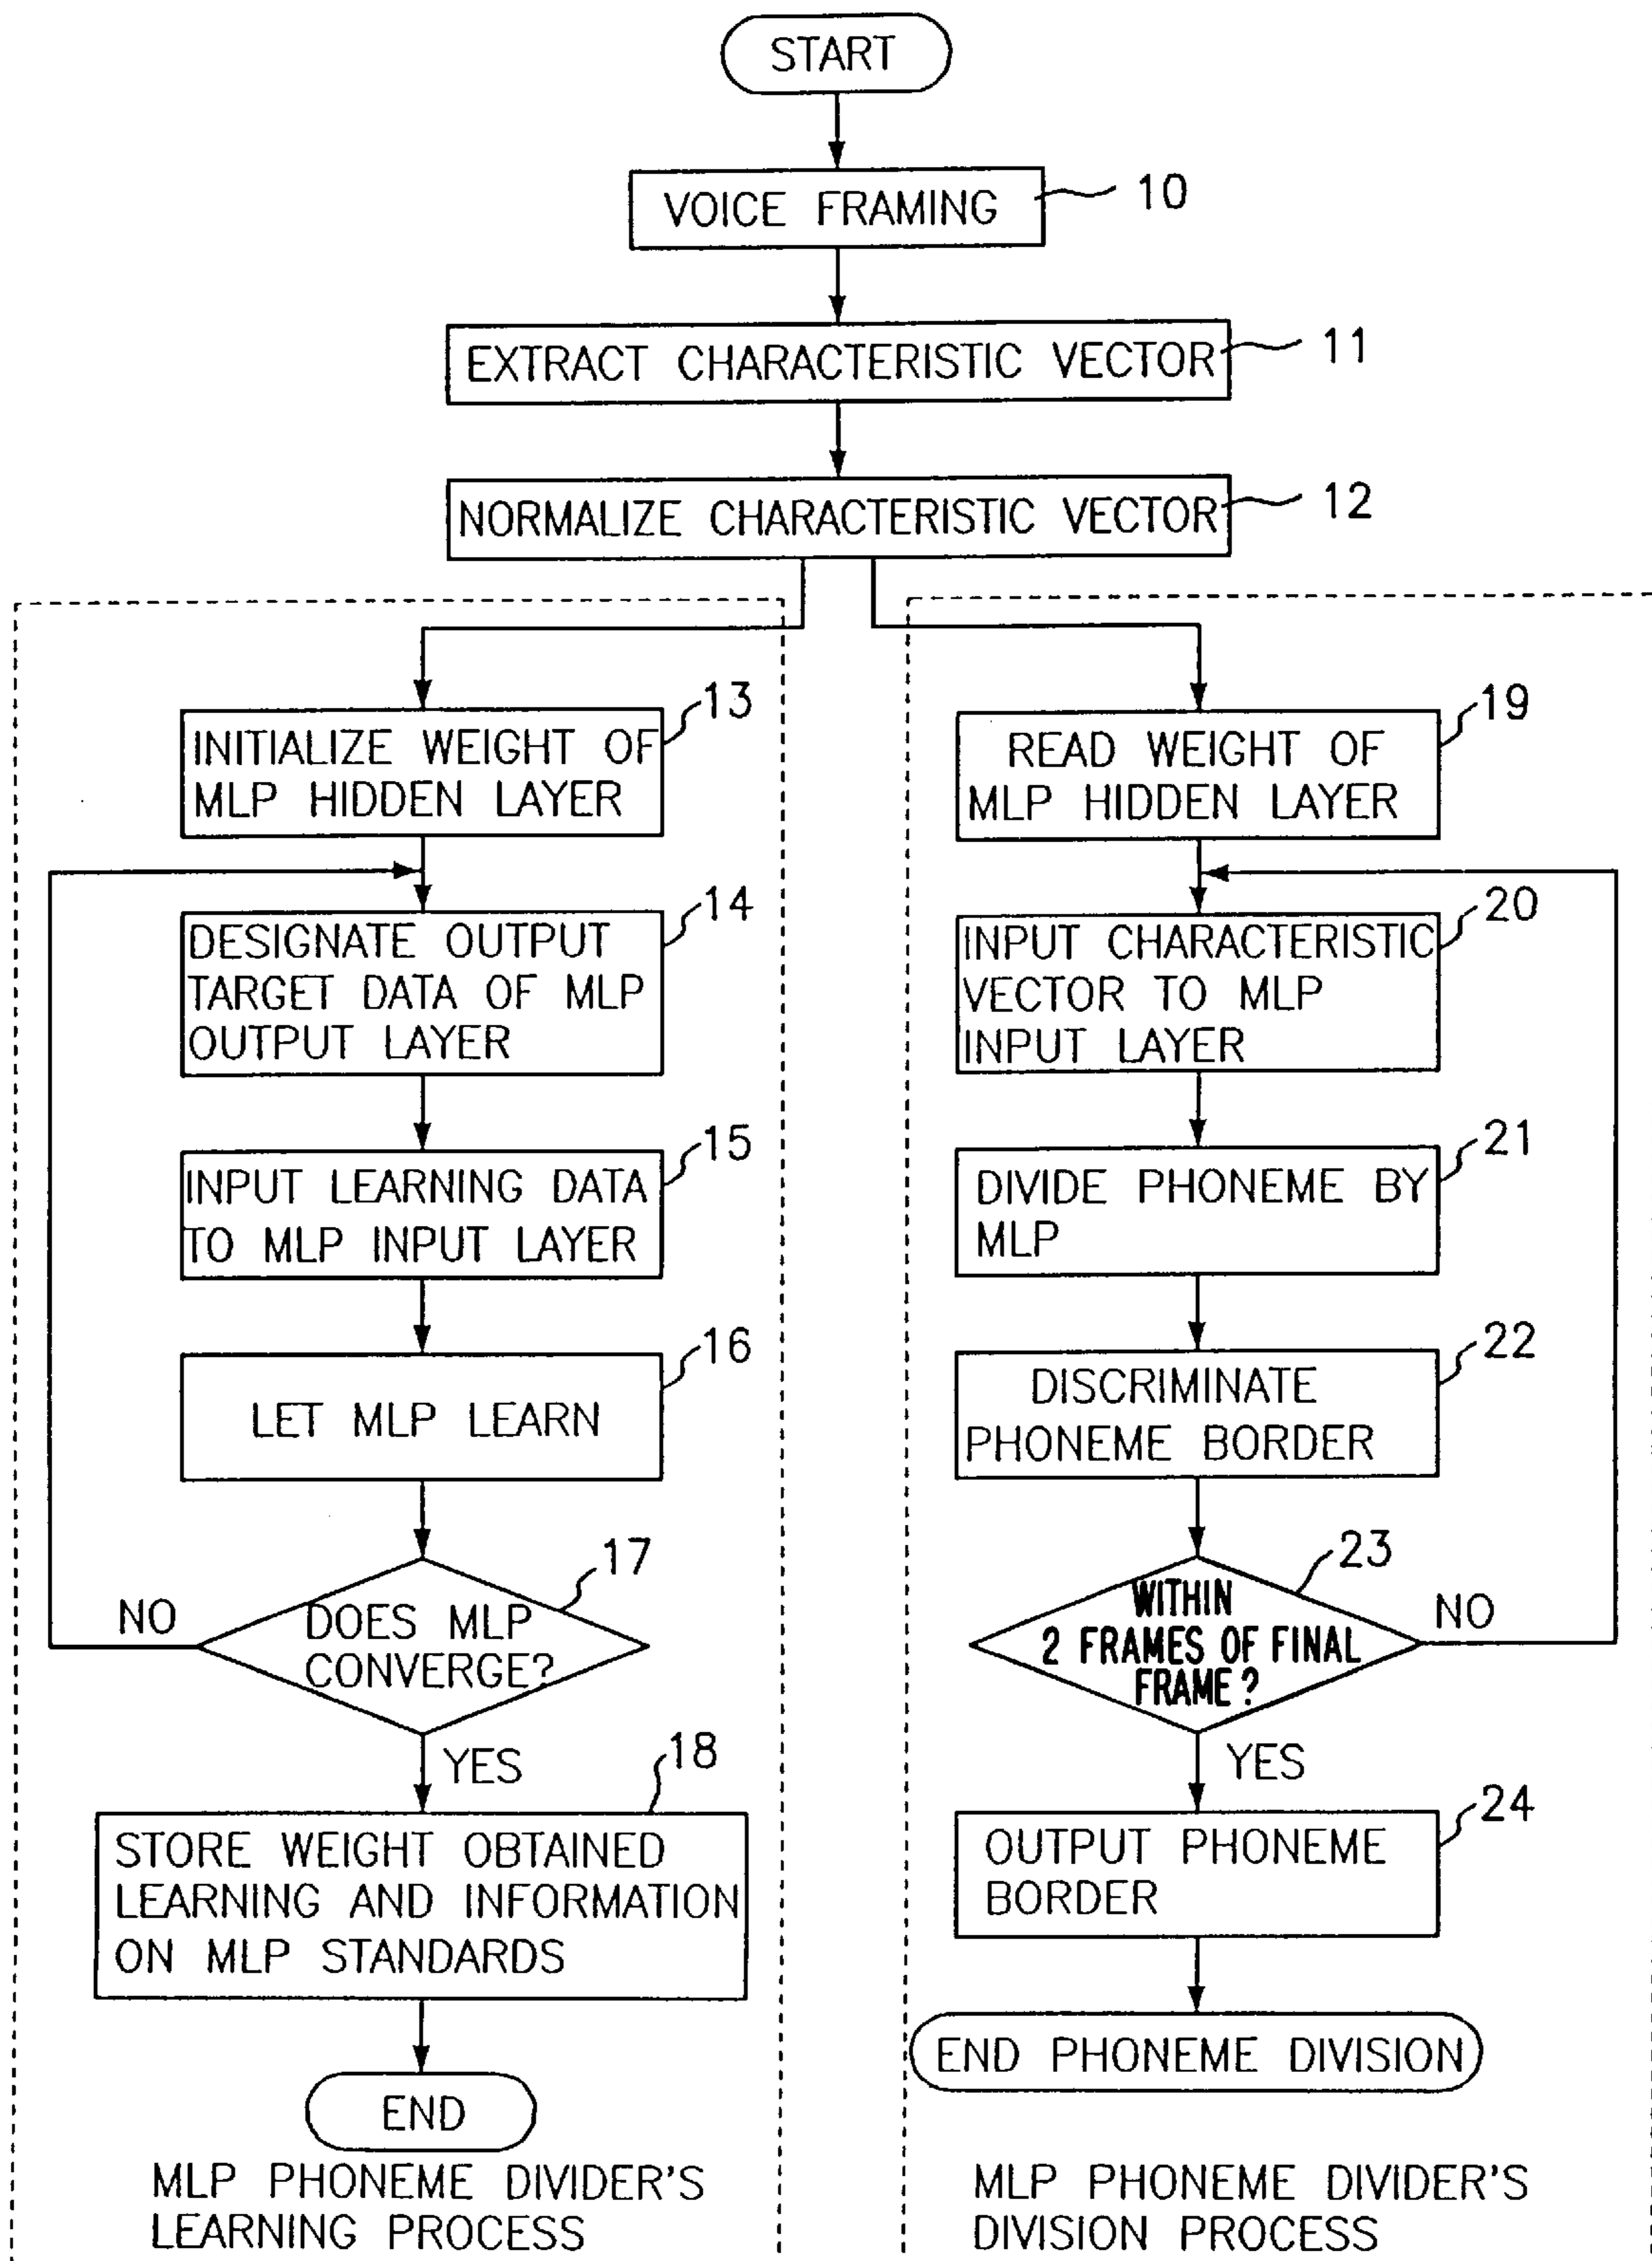 START
VOICE FRAMING
10
EXTRACT CHARACTERISTIC VECTOR
11
NORMALIZE CHARACTERISTIC VECTOR
12
13
INITIALIZE WEIGHT OF
MLP HIDDEN LAYER
14
DESIGNATE OUTPUT
TARGET DATA OF MLP
OUTPUT LAYER
15
INPUT LEARNING DATA
TO MLP INPUT LAYER
16
LET MLP LEARN
17
DOES MLP
CONVERGE?
NO
YES
18
STORE WEIGHT OBTAINED
LEARNING AND INFORMATION
ON MLP STANDARDS
END
MLP PHONEME DIVIDER'S
LEARNING PROCESS
19
READ WEIGHT OF
MLP HIDDEN LAYER
20
INPUT CHARACTERISTIC
VECTOR TO MLP
INPUT LAYER
21
DIVIDE PHONEME BY
MLP
22
DISCRIMINATE
PHONEME BORDER
23
WITHIN
2 FRAMES OF FINAL
FRAME?
NO
YES
24
OUTPUT PHONEME
BORDER
END PHONEME DIVISION
MLP PHONEME DIVIDER'S
DIVISION PROCESS